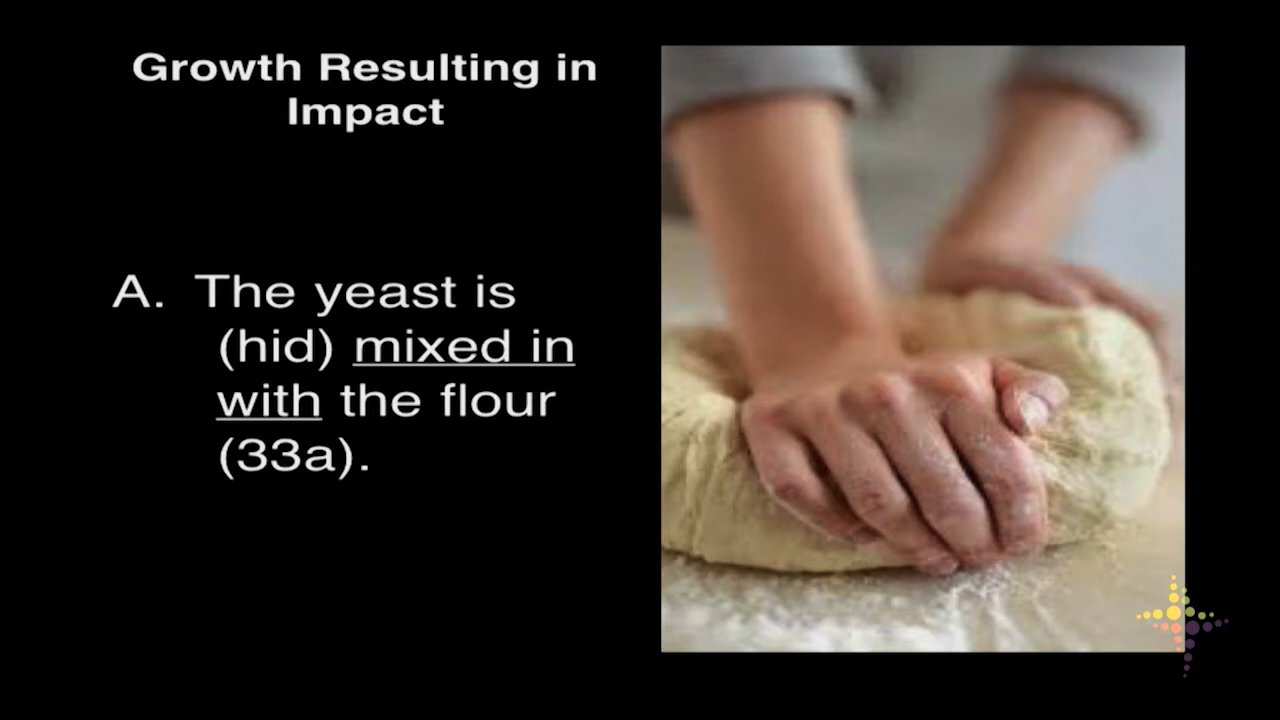 Growth Resulting in
Impact
A. The yeast is
(hid) mixed in
with the flour
(33a).